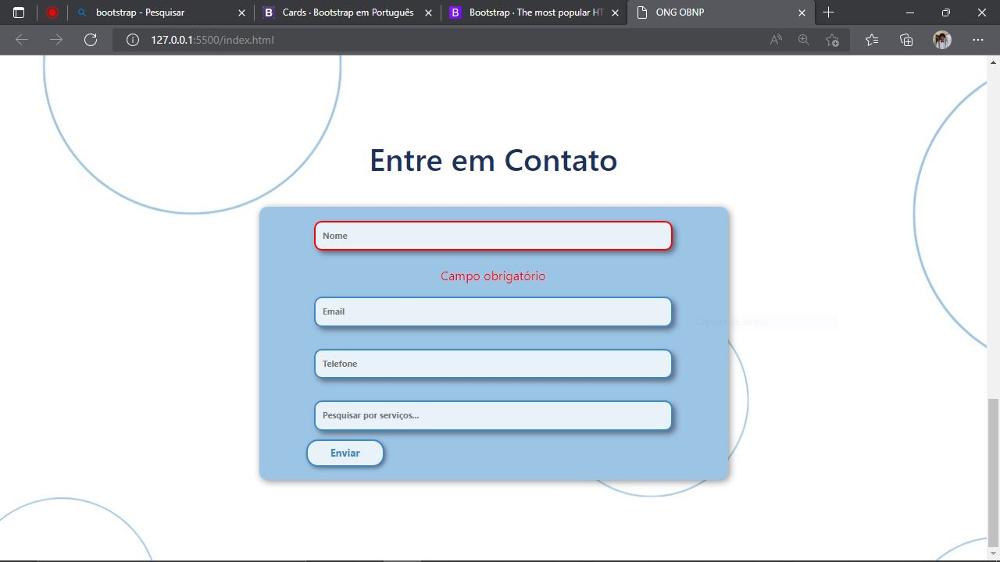 bootstrap - Pesquisar
Cards · Bootstrap em Português
Bootstrap · The most popular HT
ONG OBNP
127.0.0.1:5500/index.html
Entre em Contato
Nome
Campo obrigatório
Email
Captura de tencia
Telefone
Pesquisar por serviços...
Enviar